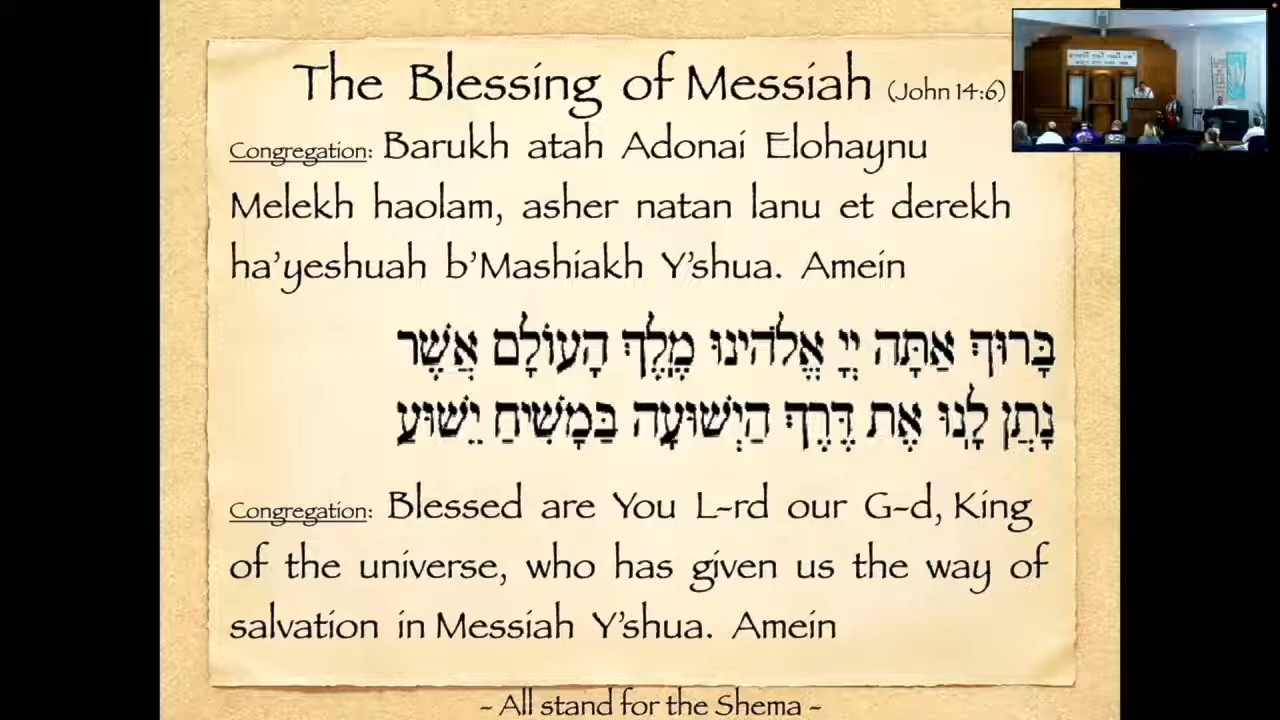 The Blessing of Messiah (John 14:6)
Congregation: Barukh atah Adonai Elohaynu
Melekh haolam, asher natan lanu et derekh
ha'yeshuah b'Mashiakh Y'shua. Amein
בָּרוּךְ אַתָּה יְיָ אֱלֹהֵינוּ מֶלֶךְ הָעוֹלָם אֲשֶׁר
נָתַן לָנוּ אֶת דֶּרֶךְ הַיְשׁוּעָה בַּמָשִׁיחַ יֵשׁוּעַ
Congregation: Blessed are You L-rd our G-d, King
of the universe, who has given us the way of
salvation in Messiah Y'shua. Amein
~ All stand for the Shema ~